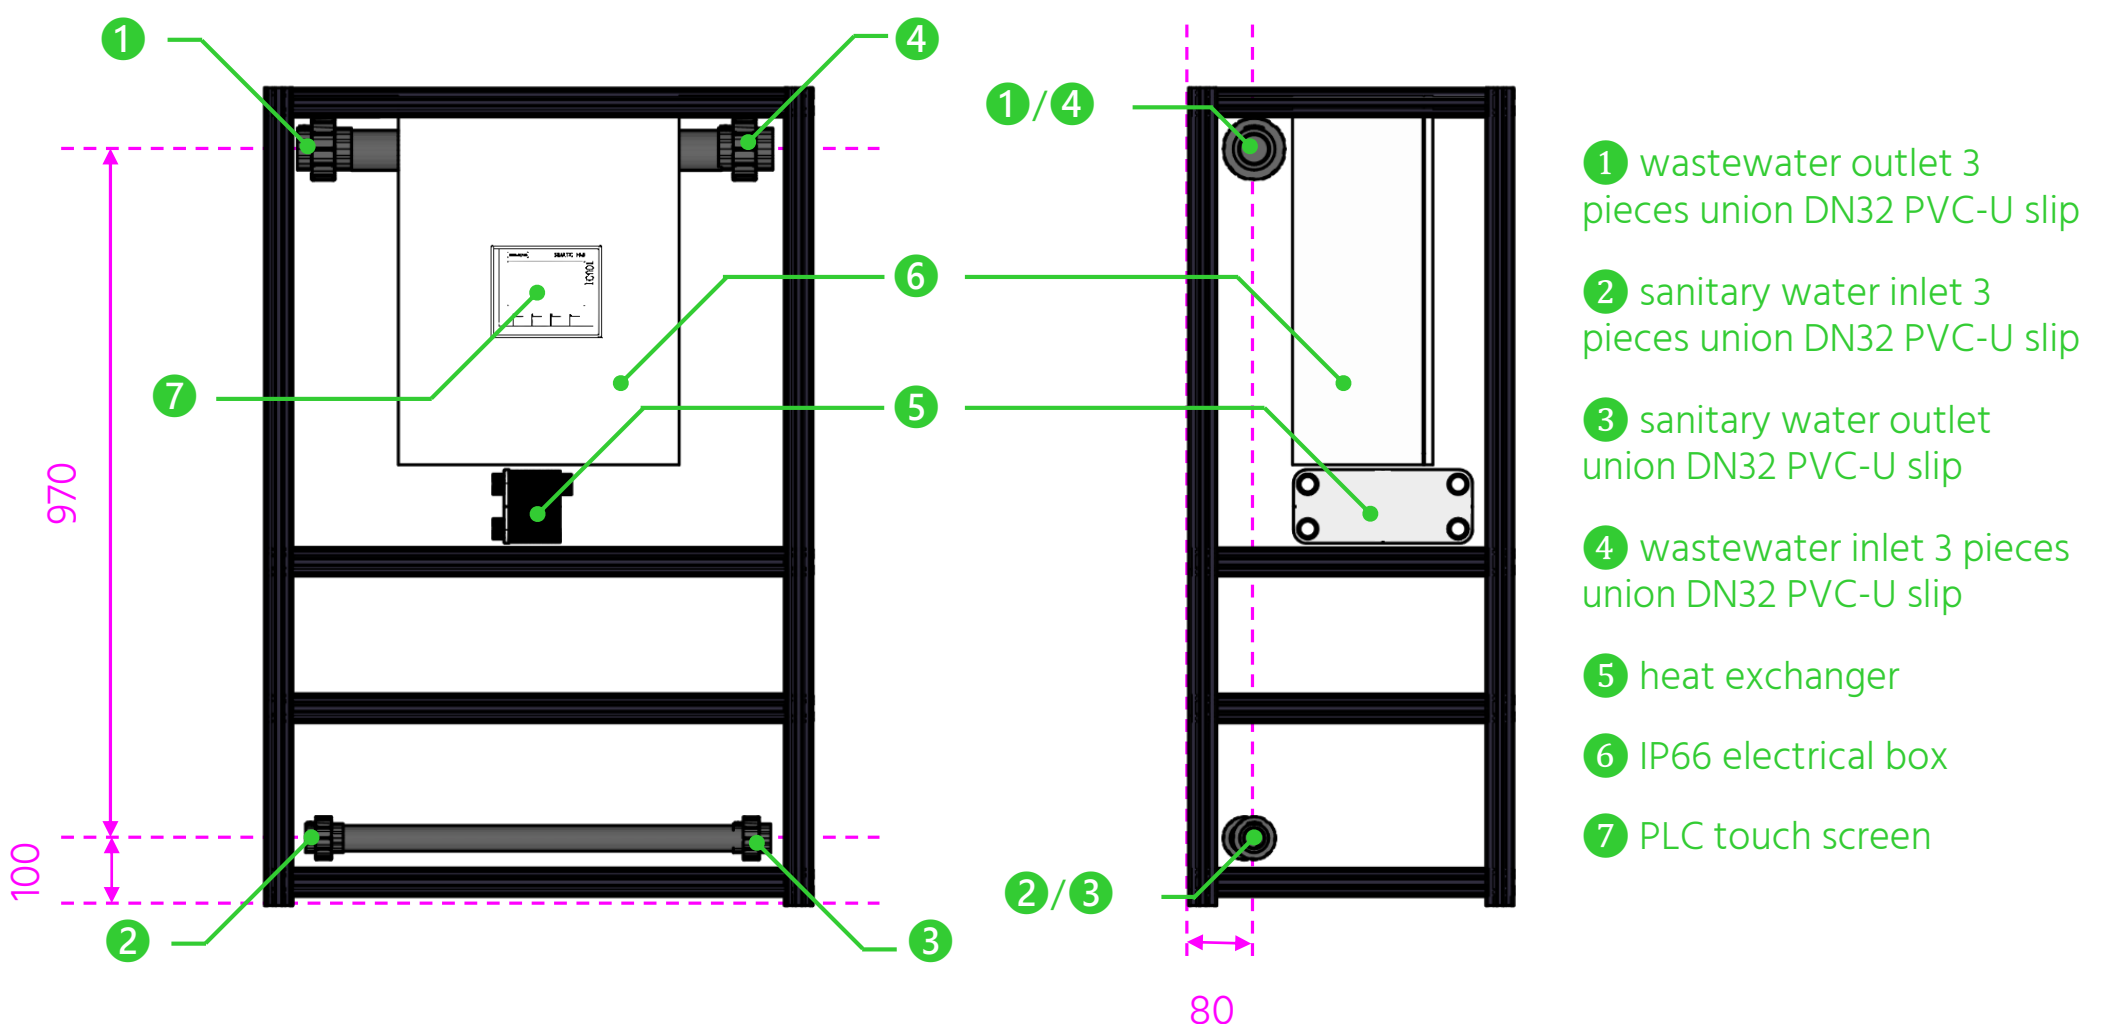 1
4
1/4
6
7
5
970
100
2
3
2/3
80
SIMATIC HMI
TOUCH
1 wastewater outlet 3
pieces union DN32 PVC-U slip
2 sanitary water inlet 3
pieces union DN32 PVC-U slip
3 sanitary water outlet
union DN32 PVC-U slip
4 wastewater inlet 3 pieces
union DN32 PVC-U slip
5 heat exchanger
6 IP66 electrical box
7 PLC touch screen